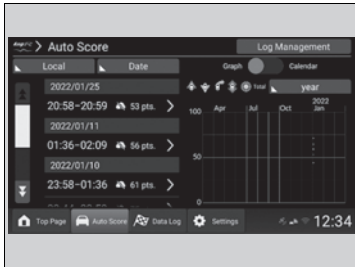 Auto Score
Log Management
Local
Date
Graph
Calendar
Total
year
2022/01/25
20:58-20:59 53 pts.
2022/01/11
01:36-02:09 56 pts.
2022/01/10
23:58-01:36 61 pts.
2022
Apr Jul Oct Jan
100
50
0
Top Page
Auto Score
Data Log
Settings
12:34